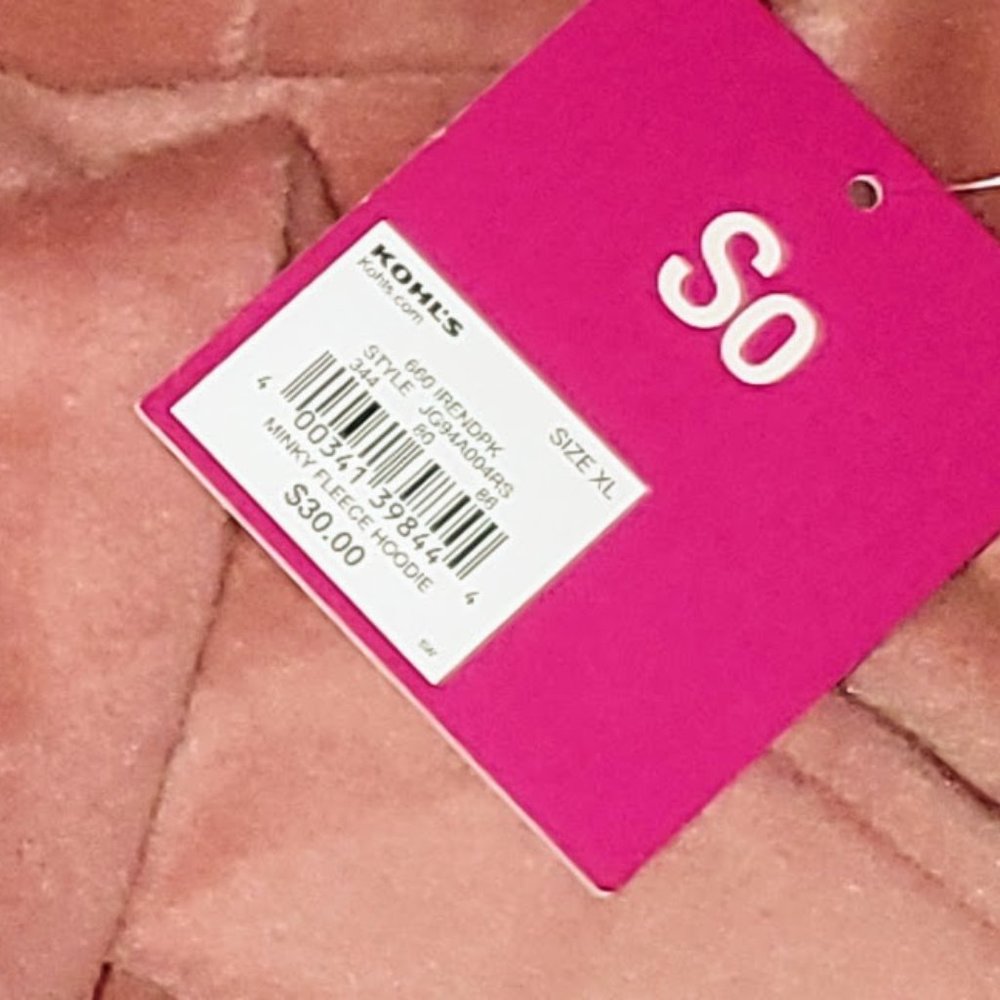 SO
KOHL'S
Kohls.com
SIZE XL
660 IRENDPK
STYLE JG94A004RS
344 80 86
4 00341 39844 4
MINKY FLEECE HOODIE
$30.00